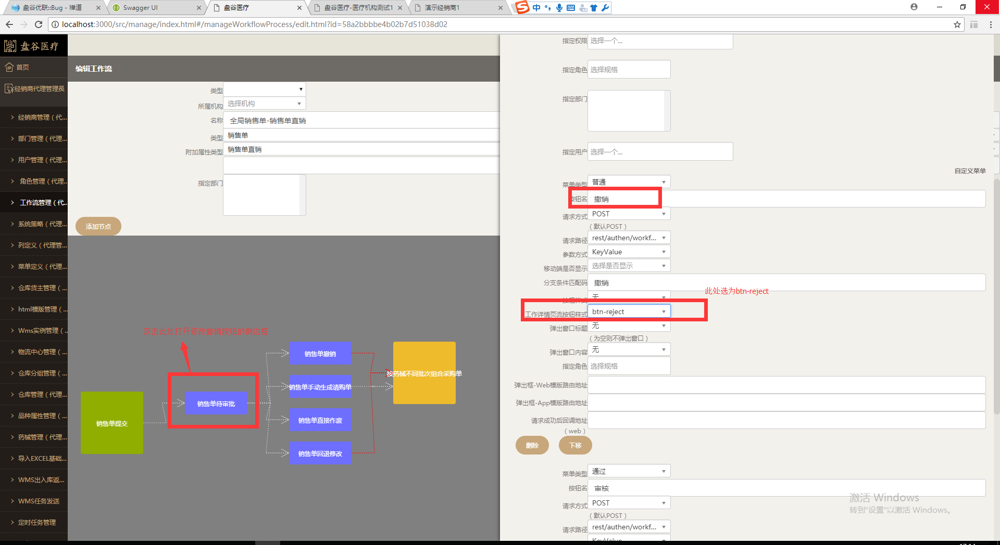 盘谷优联::Bug - 禅道
Swagger UI
盘谷医疗
盘谷医疗-医疗机构测试1
演示经销商1
中
localhost:3000/src/manage/index.html#/manageWorkflowProcess/edit.html?id=58a2bbbbe4b02b7d51038d02
盘谷医疗
首页
经销商代理管理员
经销商管理（代...
部门管理（代理...
用户管理（代理...
角色管理（代理..
工作流管理（代..
系统策略（代理...
列定义（代理管...
菜单定义（代理...
仓库货主管理（...
html模版管理（...
Wms实例管理（..
物流中心管理（...
仓库分组管理（...
仓库管理（代理...
品种属性管理（...
药械管理（代理...
导入EXCEL基础...
WMS出入库返...
WMS任务发送
定时任务管理
编辑工作流
类型
所属机构 选择机构
名称 全局销售单-销售单直销
类型 销售单
附加属性类型 销售单直销
指定部门
添加节点
双击此处打开修改撤销按钮的侧边框
销售单提交
销售单待审批
销售单撤销
销售单手动生成请购单
销售单直接作废
销售单回退修改
按药械不同批次组合采购单
指定权限 选择一个...
指定角色 选择规格
指定部门
指定用户 选择一个...
自定义菜单
菜单类型 普通
按钮名 撤销
请求方式 POST
（默认POST）
请求路径 rest/authen/workf...
参数方式 KeyValue
移动端是否显示 选择是否显示
分支条件匹配码 撤销
此处选为btn-reject
按钮样式 无
工作详情页流按钮样式 btn-reject
弹出窗口标题 无
（为空则不弹出窗口）
弹出窗口内容 无
指定角色 选择规格
弹出框-Web模版路由地址
弹出框-App模版路由地址
请求成功后回调地址
（web）
删除
下移
菜单类型 通过
按钮名 审核
请求方式 POST
（默认POST）
请求路径 rest/authen/workf...
KeyValue
激活 Windows
转到"设置"以激活 Windows。
17:14